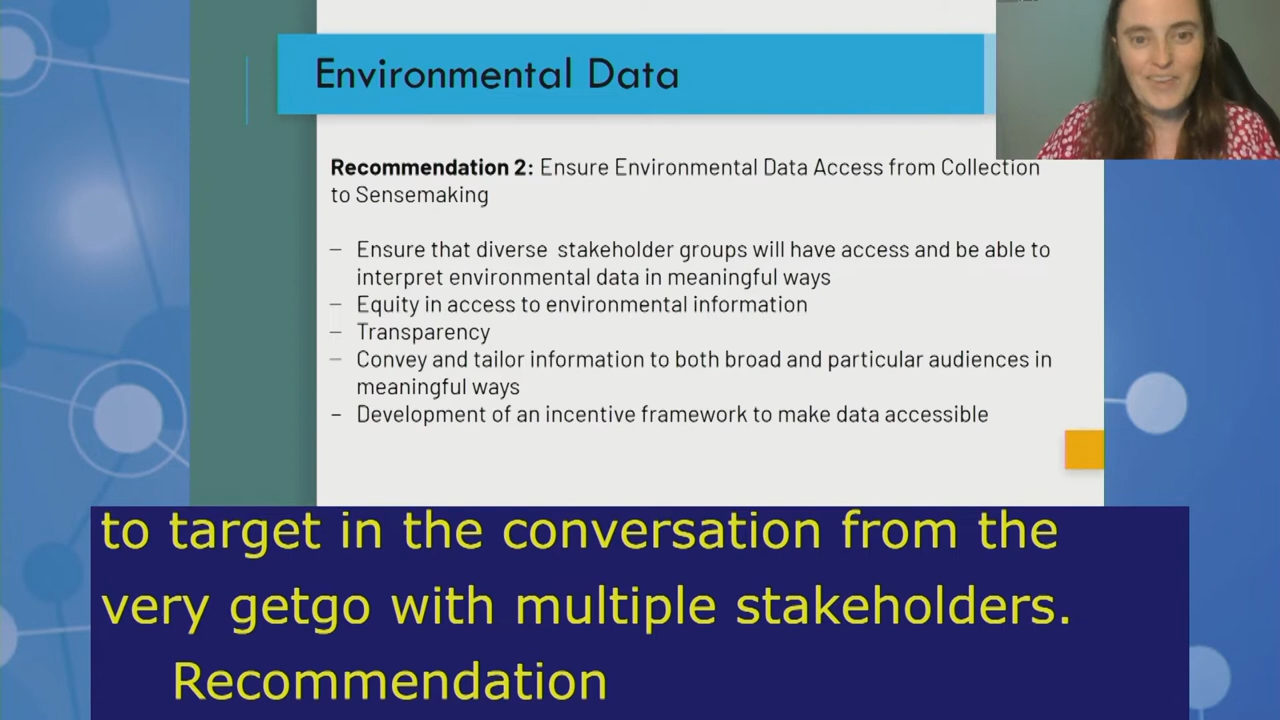 Environmental Data
Recommendation 2: Ensure Environmental Data Access from Collection
to Sensemaking
– Ensure that diverse stakeholder groups will have access and be able to
interpret environmental data in meaningful ways
– Equity in access to environmental information
– Transparency
– Convey and tailor information to both broad and particular audiences in
meaningful ways
– Development of an incentive framework to make data accessible
to target in the conversation from the
very getgo with multiple stakeholders.
Recommendation